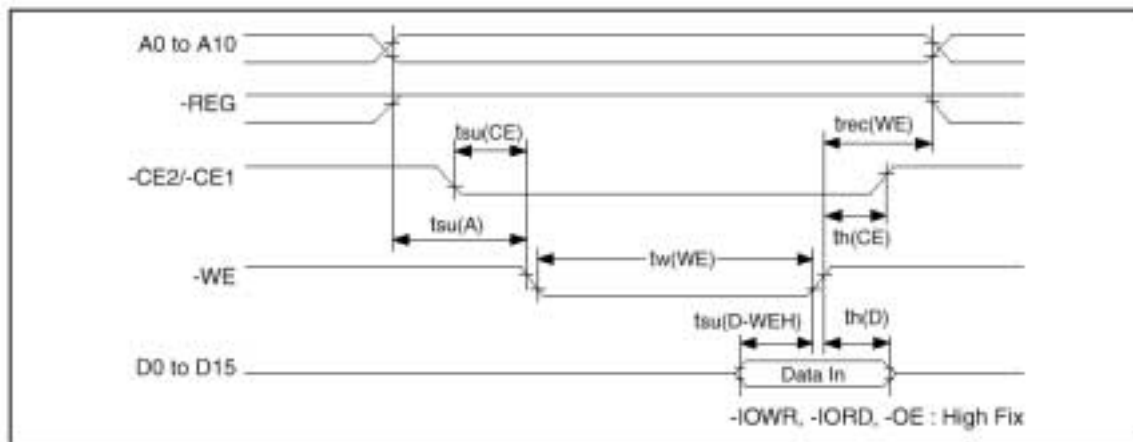 A0 to A10
-REG
tsu(CE)
trec(WE)
-CE2/-CE1
tsu(A)
th(CE)
-WE
tw(WE)
tsu(D-WEH)
th(D)
D0 to D15
Data In
-IOWR, -IORD, -OE : High Fix